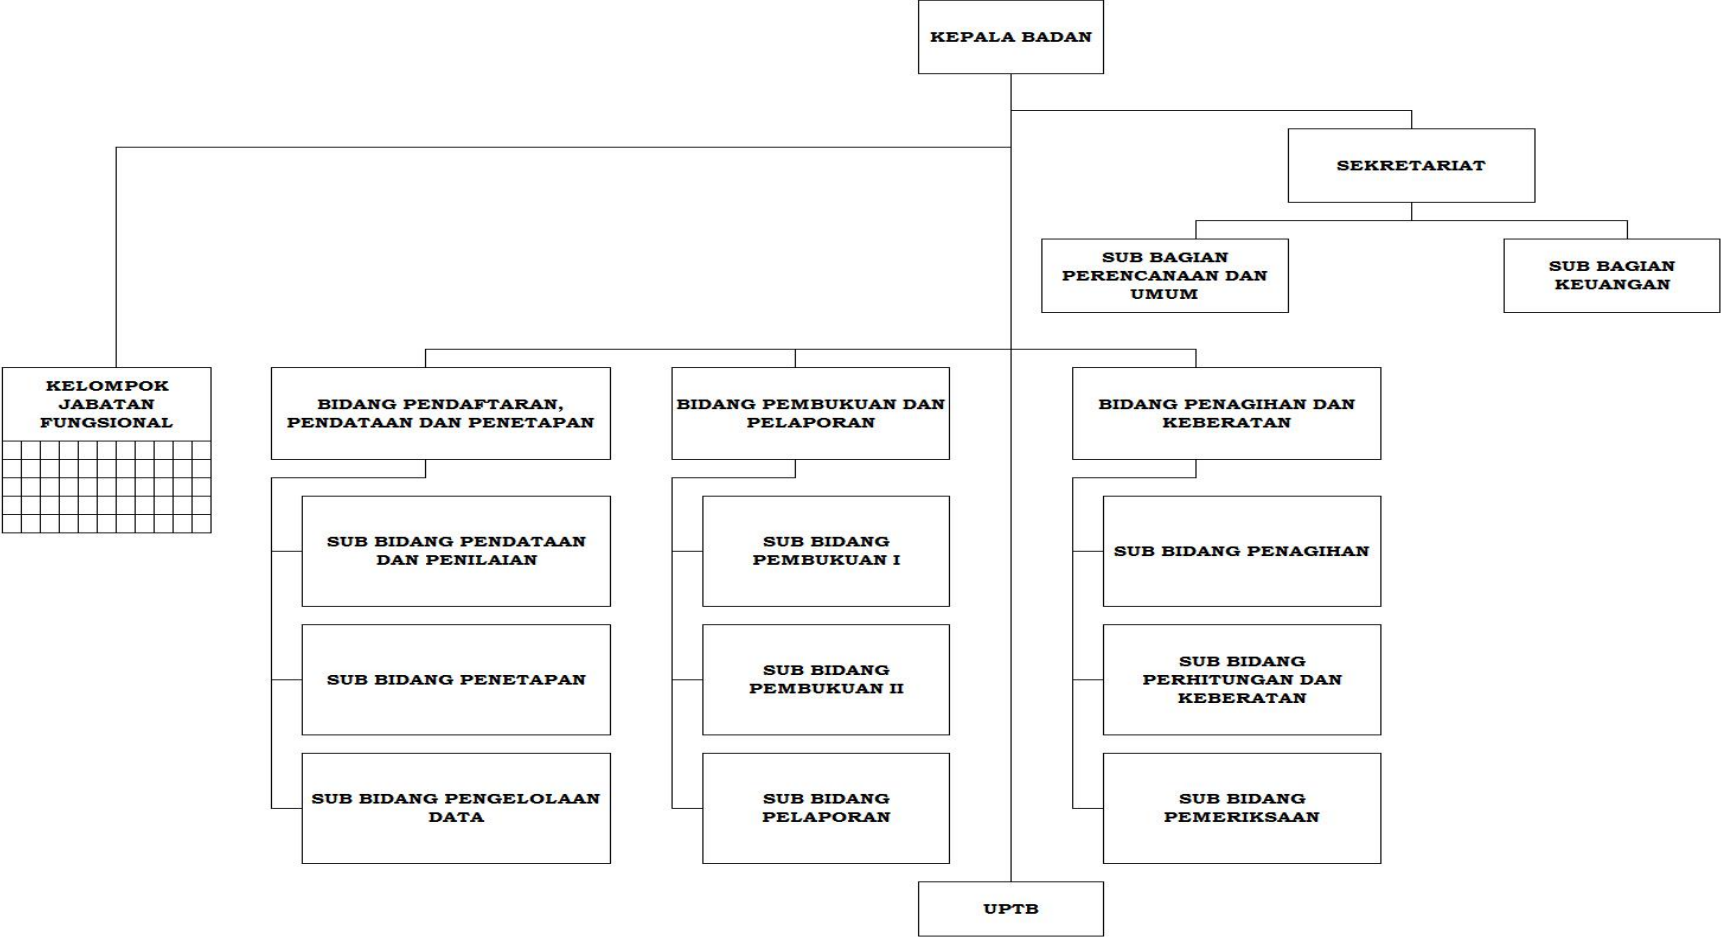 KEPALA BADAN
SEKRETARIAT
SUB BAGIAN
PERENCANAAN DAN
UMUM
SUB BAGIAN
KEUANGAN
KELOMPOK
JABATAN
FUNGSIONAL
BIDANG PENDAFTARAN,
PENDATAAN DAN PENETAPAN
BIDANG PEMBUKUAN DAN
PELAPORAN
BIDANG PENAGIHAN DAN
KEBERATAN
SUB BIDANG PENDATAAN
DAN PENILAIAN
SUB BIDANG
PEMBUKUAN I
SUB BIDANG PENAGIHAN
SUB BIDANG PENETAPAN
SUB BIDANG
PEMBUKUAN II
SUB BIDANG
PERHITUNGAN DAN
KEBERATAN
SUB BIDANG PENGELOLAAN
DATA
SUB BIDANG
PELAPORAN
SUB BIDANG
PEMERIKSAAN
UPTB